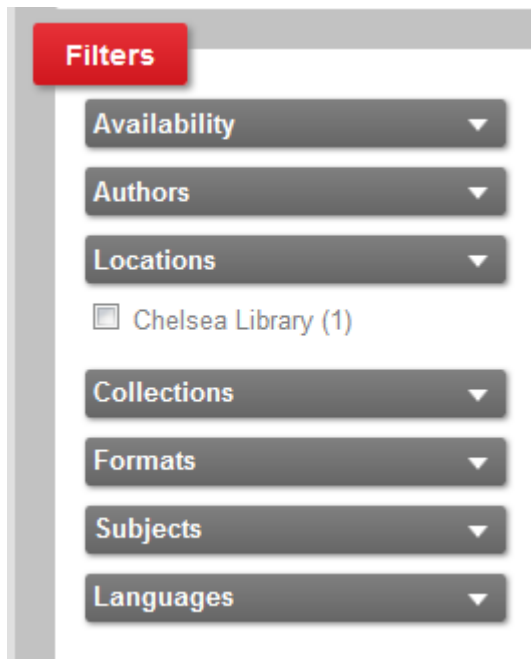 Filters
Availability
Authors
Locations
Chelsea Library (1)
Collections
Formats
Subjects
Languages